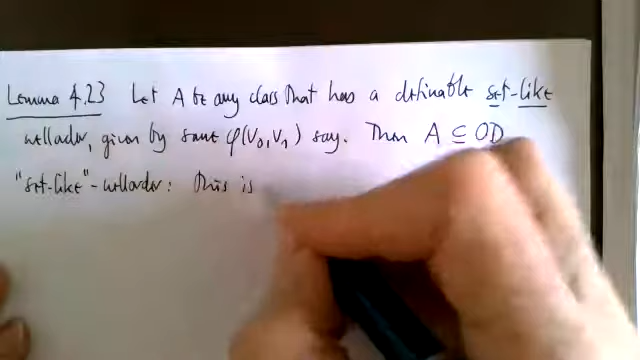 Lemma 4.23 Let A be any class that has a definable set-like
wellorder, given by some φ(v₀,v₁) say. Then A ⊆ OD
"set-like"-wellorder: This is